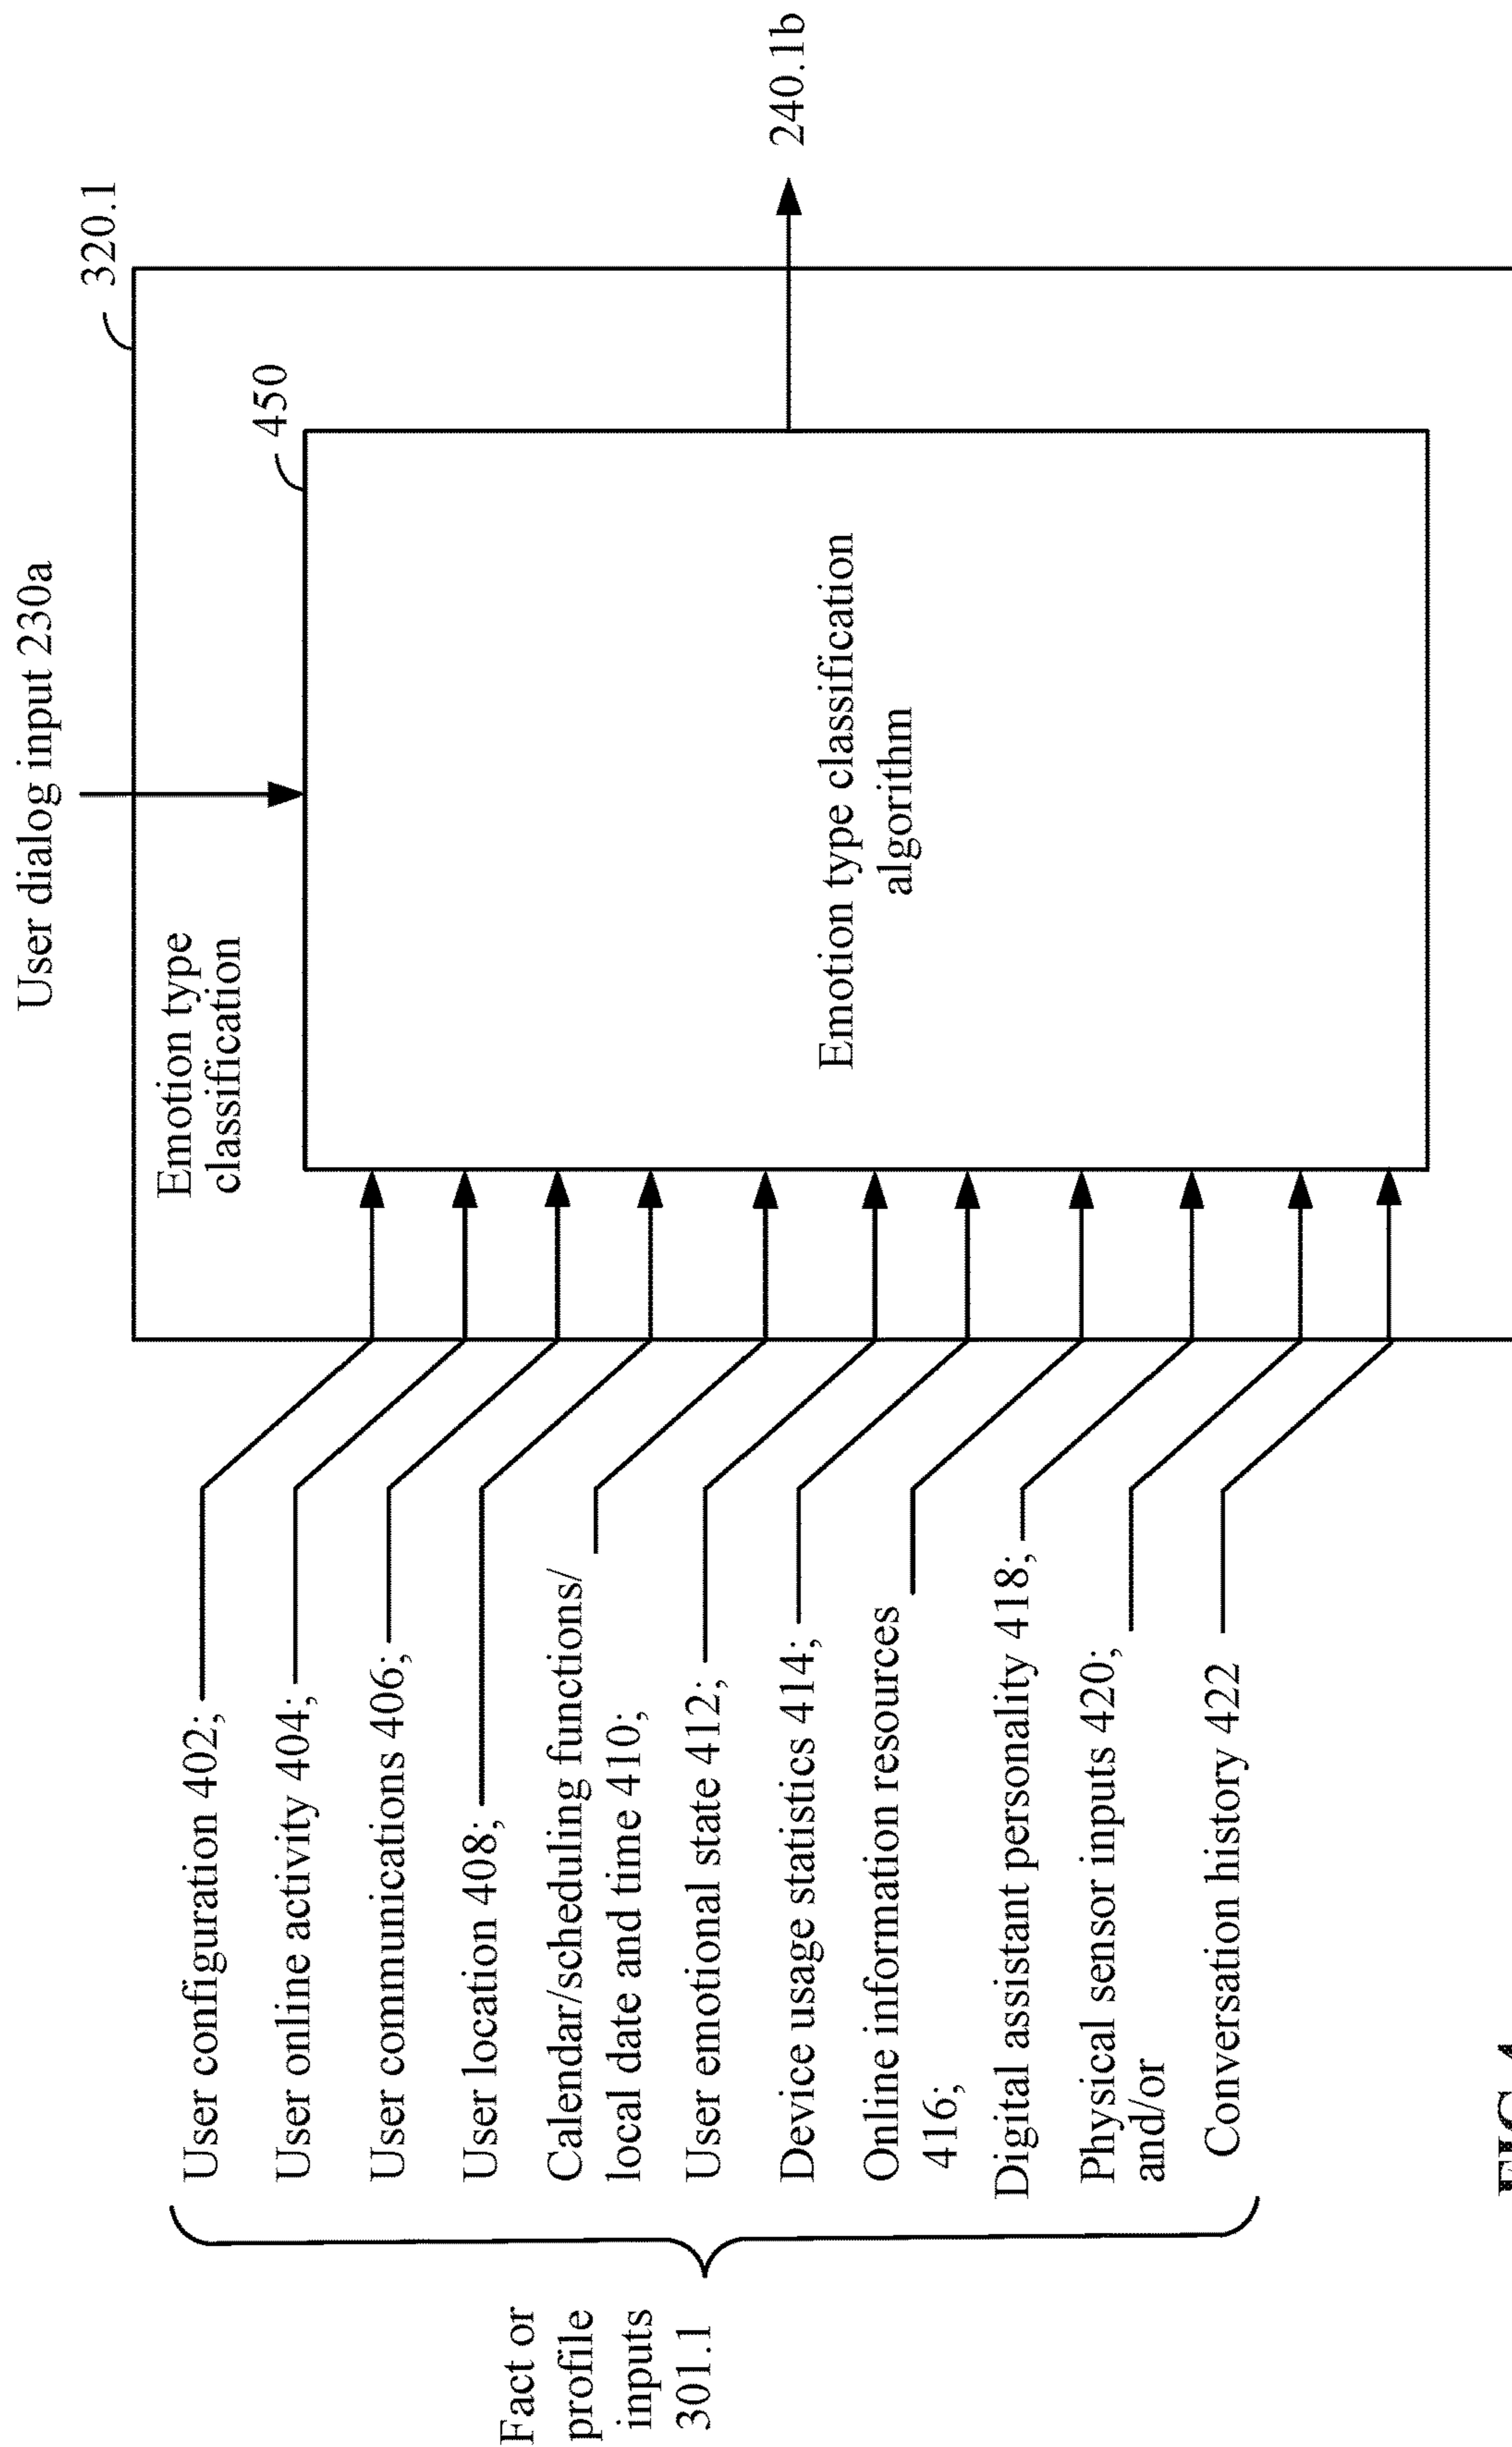 User dialog input 230a
320.1
Emotion type
classification
450
Fact or
profile
inputs
301.1
User configuration 402;
User online activity 404;
User communications 406;
User location 408;
Calendar/scheduling functions/
local date and time 410;
User emotional state 412;
Device usage statistics 414;
Online information resources
416;
Digital assistant personality 418;
Physical sensor inputs 420;
and/or
Conversation history 422
Emotion type classification
algorithm
240.1b